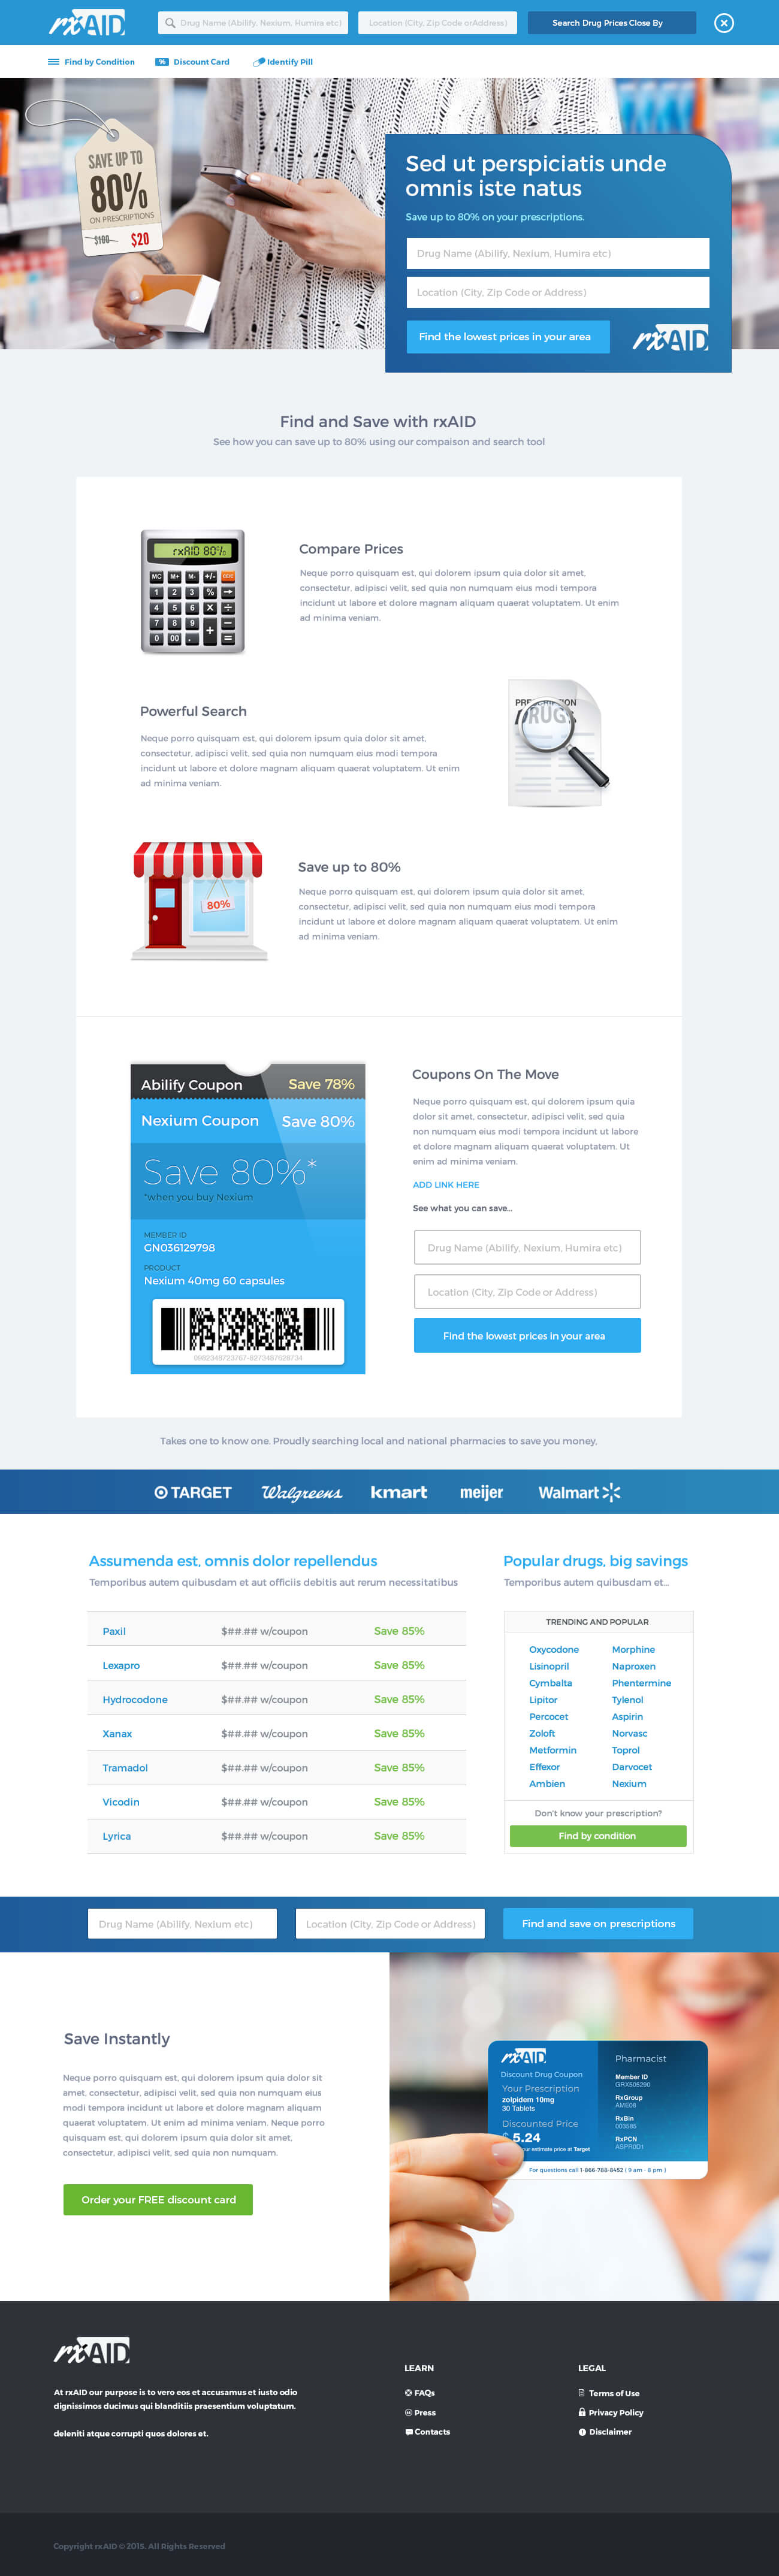 rxAID
Drug Name (Abilify, Nexium, Humira etc)
Location (City, Zip Code orAddress)
Search Drug Prices Close By
Find by Condition
%
Discount Card
Identify Pill
SAVE UP TO
80%
ON PRESCRIPTIONS
$100
$20
Sed ut perspiciatis unde
omnis iste natus
Save up to 80% on your prescriptions.
Drug Name (Abilify, Nexium, Humira etc)
Location (City, Zip Code or Address)
Find the lowest prices in your area
rxAID
Find and Save with rxAID
See how you can save up to 80% using our compaison and search tool
rxAID 80%
MC M+ M- +/-
1 2 3 % →
4 5 6 X ÷
7 8 9 + -
0 00 . =
Compare Prices
Neque porro quisquam est, qui dolorem ipsum quia dolor sit amet,
consectetur, adipisci velit, sed quia non numquam eius modi tempora
incidunt ut labore et dolore magnam aliquam quaerat voluptatem. Ut enim
ad minima veniam.
Powerful Search
Neque porro quisquam est, qui dolorem ipsum quia dolor sit amet,
consectetur, adipisci velit, sed quia non numquam eius modi tempora
incidunt ut labore et dolore magnam aliquam quaerat voluptatem. Ut enim
ad minima veniam.
80%
Save up to 80%
Neque porro quisquam est, qui dolorem ipsum quia dolor sit amet,
consectetur, adipisci velit, sed quia non numquam eius modi tempora
incidunt ut labore et dolore magnam aliquam quaerat voluptatem. Ut enim
ad minima veniam.
Abilify Coupon Save 78%
Nexium Coupon Save 80%
Save 80%*
*when you buy Nexium
MEMBER ID
GN036129798
PRODUCT
Nexium 40mg 60 capsules
Coupons On The Move
Neque porro quisquam est, qui dolorem ipsum quia
dolor sit amet, consectetur, adipisci velit, sed quia
non numquam eius modi tempora incidunt ut labore
et dolore magnam aliquam quaerat voluptatem. Ut
enim ad minima veniam.
ADD LINK HERE
See what you can save...
Drug Name (Abilify, Nexium, Humira etc)
Location (City, Zip Code or Address)
Find the lowest prices in your area
Takes one to know one. Proudly searching local and national pharmacies to save you money.
TARGET
Walgreens
kmart
meijer
Walmart
Assumenda est, omnis dolor repellendus
Temporibus autem quibusdam et aut officiis debitis aut rerum necessitatibus
Paxil $##.## w/coupon Save 85%
Lexapro $##.## w/coupon Save 85%
Hydrocodone $##.## w/coupon Save 85%
Xanax $##.## w/coupon Save 85%
Tramadol $##.## w/coupon Save 85%
Vicodin $##.## w/coupon Save 85%
Lyrica $##.## w/coupon Save 85%
Popular drugs, big savings
Temporibus autem quibusdam et...
TRENDING AND POPULAR
Oxycodone Morphine
Lisinopril Naproxen
Cymbalta Phentermine
Lipitor Tylenol
Percocet Aspirin
Zoloft Norvasc
Metformin Toprol
Effexor Darvocet
Ambien Nexium
Don't know your prescription?
Find by condition
Drug Name (Abilify, Nexium etc)
Location (City, Zip Code or Address)
Find and save on prescriptions
Save Instantly
Neque porro quisquam est, qui dolorem ipsum quia dolor sit
amet, consectetur, adipisci velit, sed quia non numquam eius
modi tempora incidunt ut labore et dolore magnam aliquam
quaerat voluptatem. Ut enim ad minima veniam. Neque porro
quisquam est, qui dolorem ipsum quia dolor sit amet,
consectetur, adipisci velit, sed quia non numquam.
Order your FREE discount card
rxAID
Discount Drug Coupon
Your Prescription
zolpidem 10mg
30 Tablets
Discounted Price
$ 5.24
our estimate price at Target
Pharmacist
Member ID
GRX505290
RxGroup
AME08
RxBin
003585
RxPCN
ASPROD1
For questions call 1-866-788-8452 ( 9 am - 8 pm )
rxAID
At rxAID our purpose is to vero eos et accusamus et iusto odio
dignissimos ducimus qui blanditiis praesentium voluptatum.
deleniti atque corrupti quos dolores et.
LEARN
FAQs
Press
Contacts
LEGAL
Terms of Use
Privacy Policy
Disclaimer
Copyright rxAID © 2015. All Rights Reserved